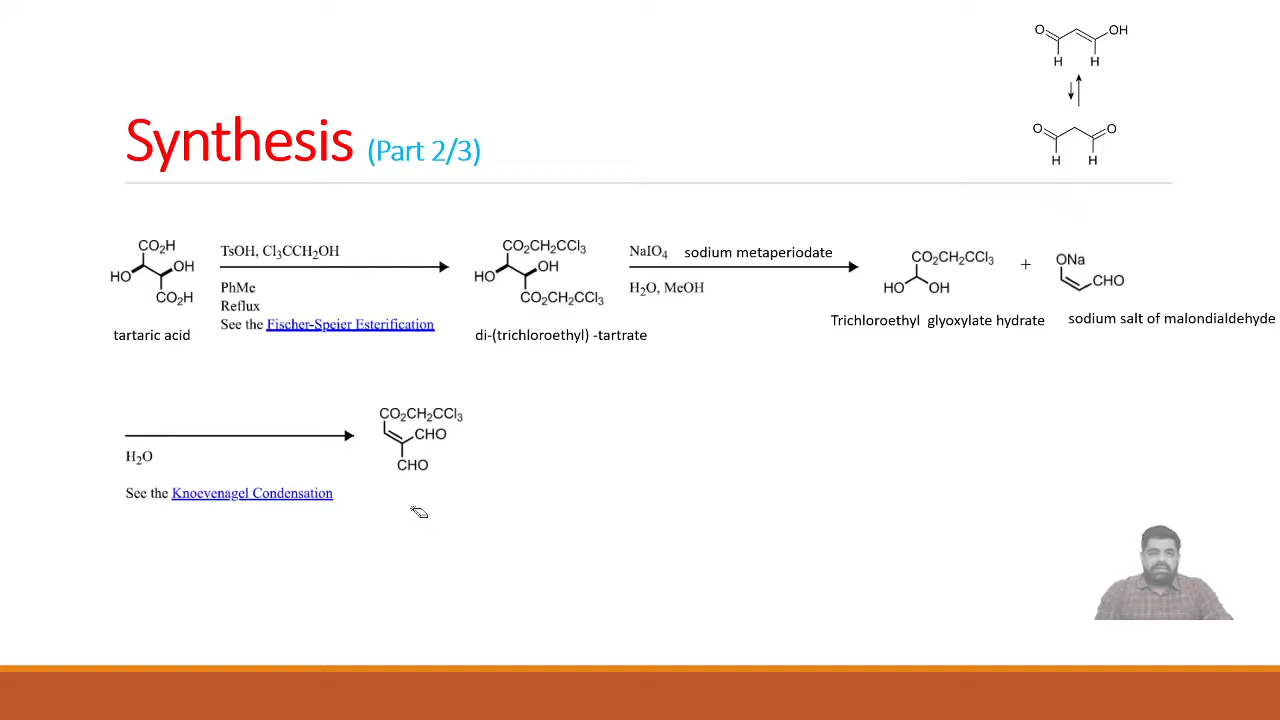 O OH
H H
O O
H H
Synthesis (Part 2/3)
CO₂H
HO OH
CO₂H
tartaric acid
TsOH, Cl₃CCH₂OH
PhMe
Reflux
See the Fischer-Speier Esterification
CO₂CH₂CCl₃
HO OH
CO₂CH₂CCl₃
di-(trichloroethyl) -tartrate
NaIO₄ sodium metaperiodate
H₂O, MeOH
CO₂CH₂CCl₃
HO OH
Trichloroethyl glyoxylate hydrate
+
ONa
CHO
sodium salt of malondialdehyde
H₂O
See the Knoevenagel Condensation
CO₂CH₂CCl₃
CHO
CHO